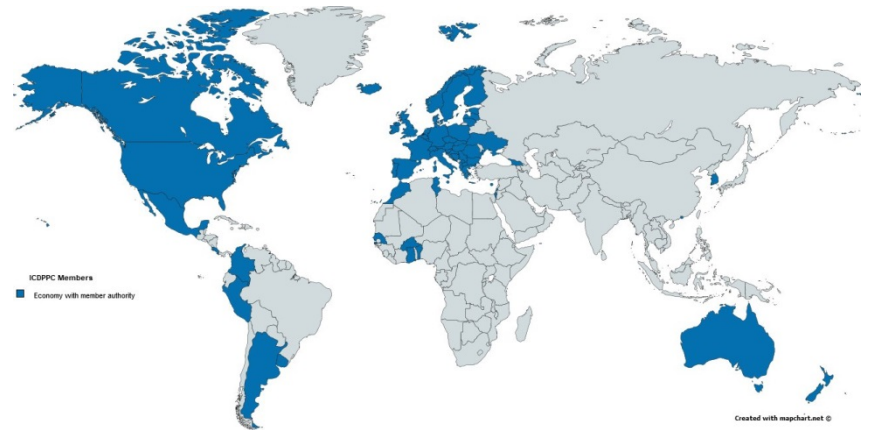 ICDPPC Members
Economy with member authority
Created with mapchart.net ©